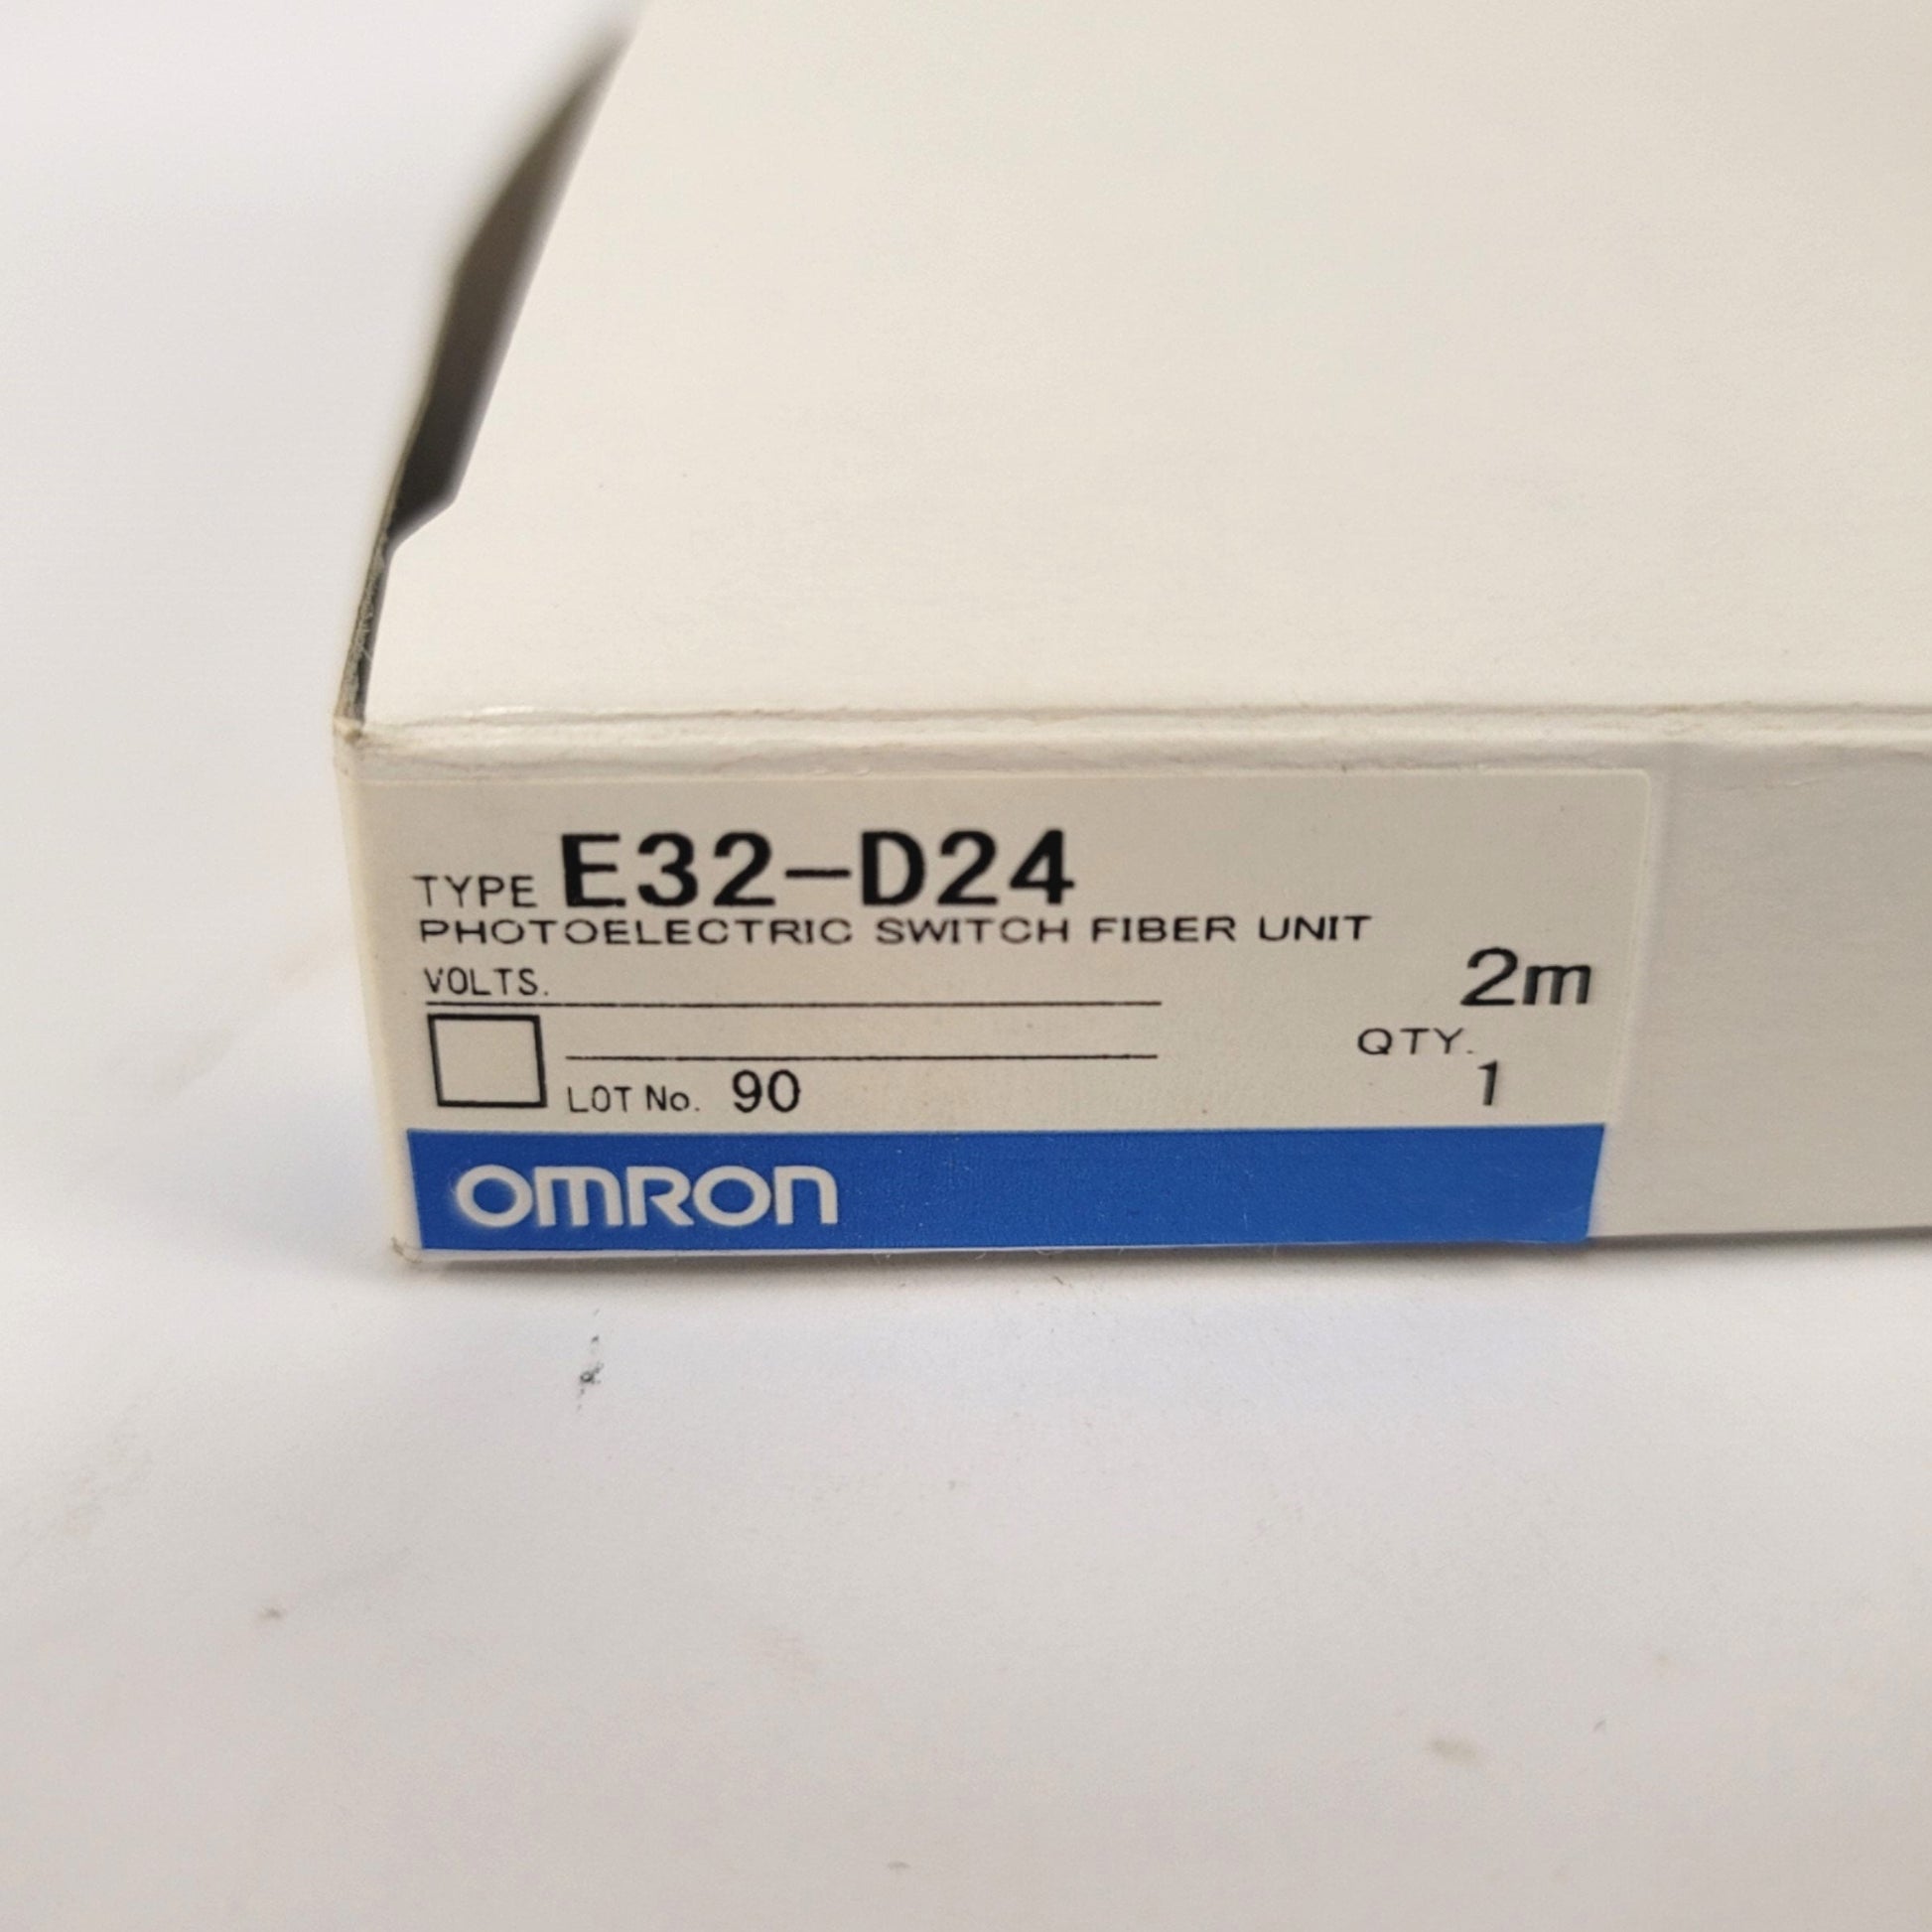 TYPE E32-D24
PHOTOELECTRIC SWITCH FIBER UNIT
VOLTS.
2m
QTY.
1
LOT No. 90
OMRON